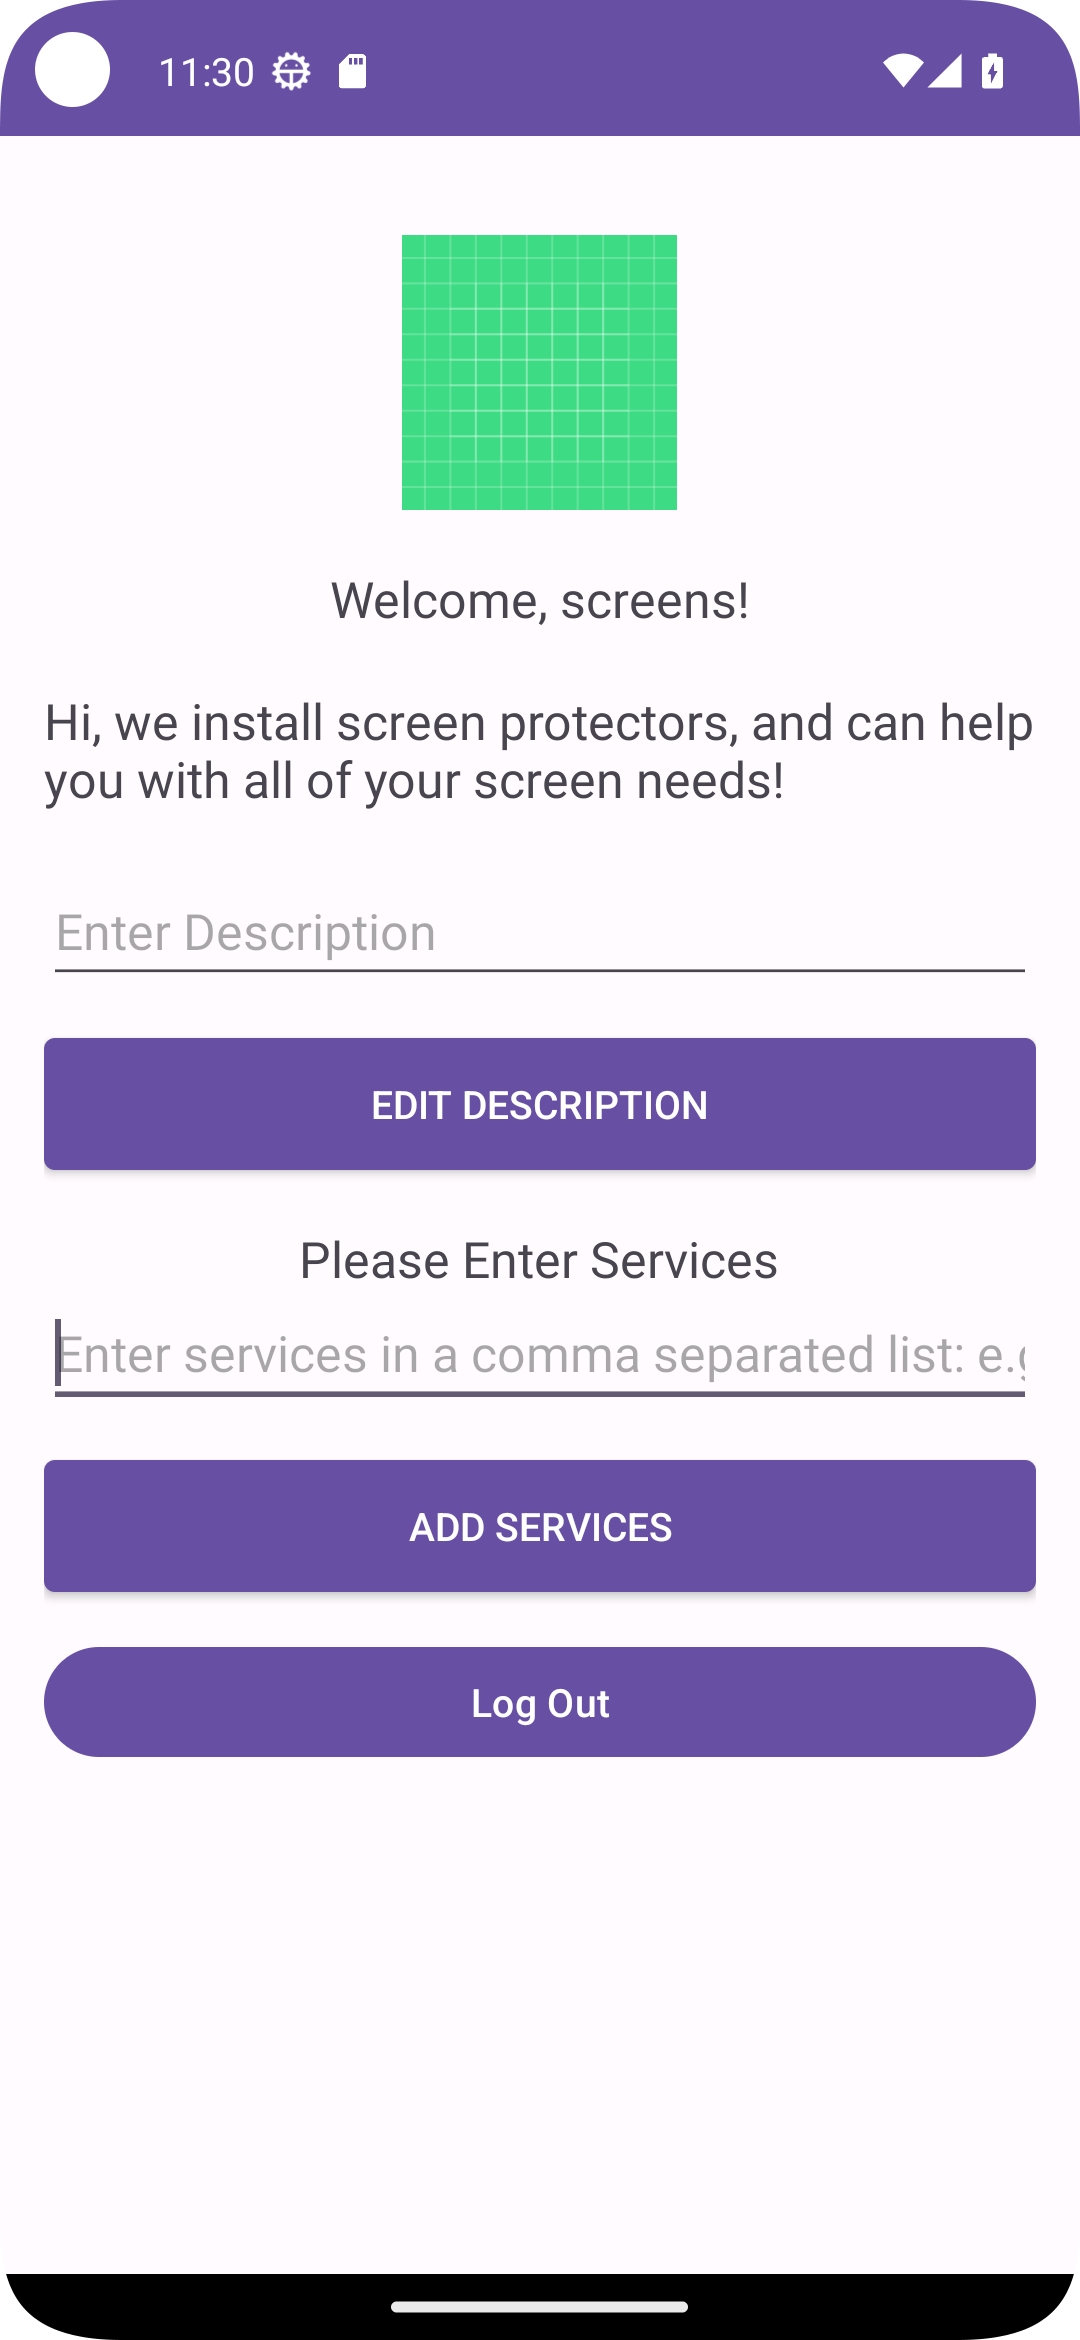 11:30
Welcome, screens!
Hi, we install screen protectors, and can help
you with all of your screen needs!
Enter Description
EDIT DESCRIPTION
Please Enter Services
Enter services in a comma separated list: e.g
ADD SERVICES
Log Out